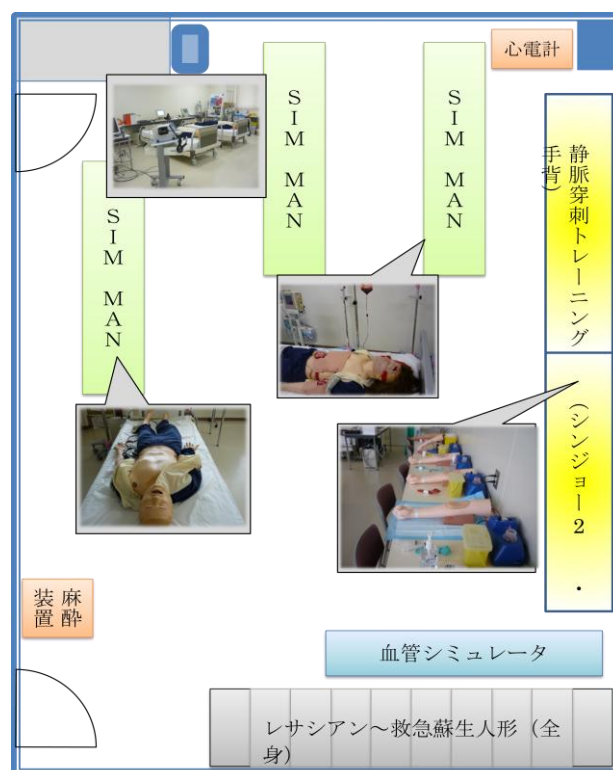 心電計
SIM MAN
SIM MAN
SIM MAN
静脈穿刺トレーニング
手背）
（シンジョー2 ・
麻酔
装置
血管シミュレータ
レサシアン～救急蘇生人形（全
身）